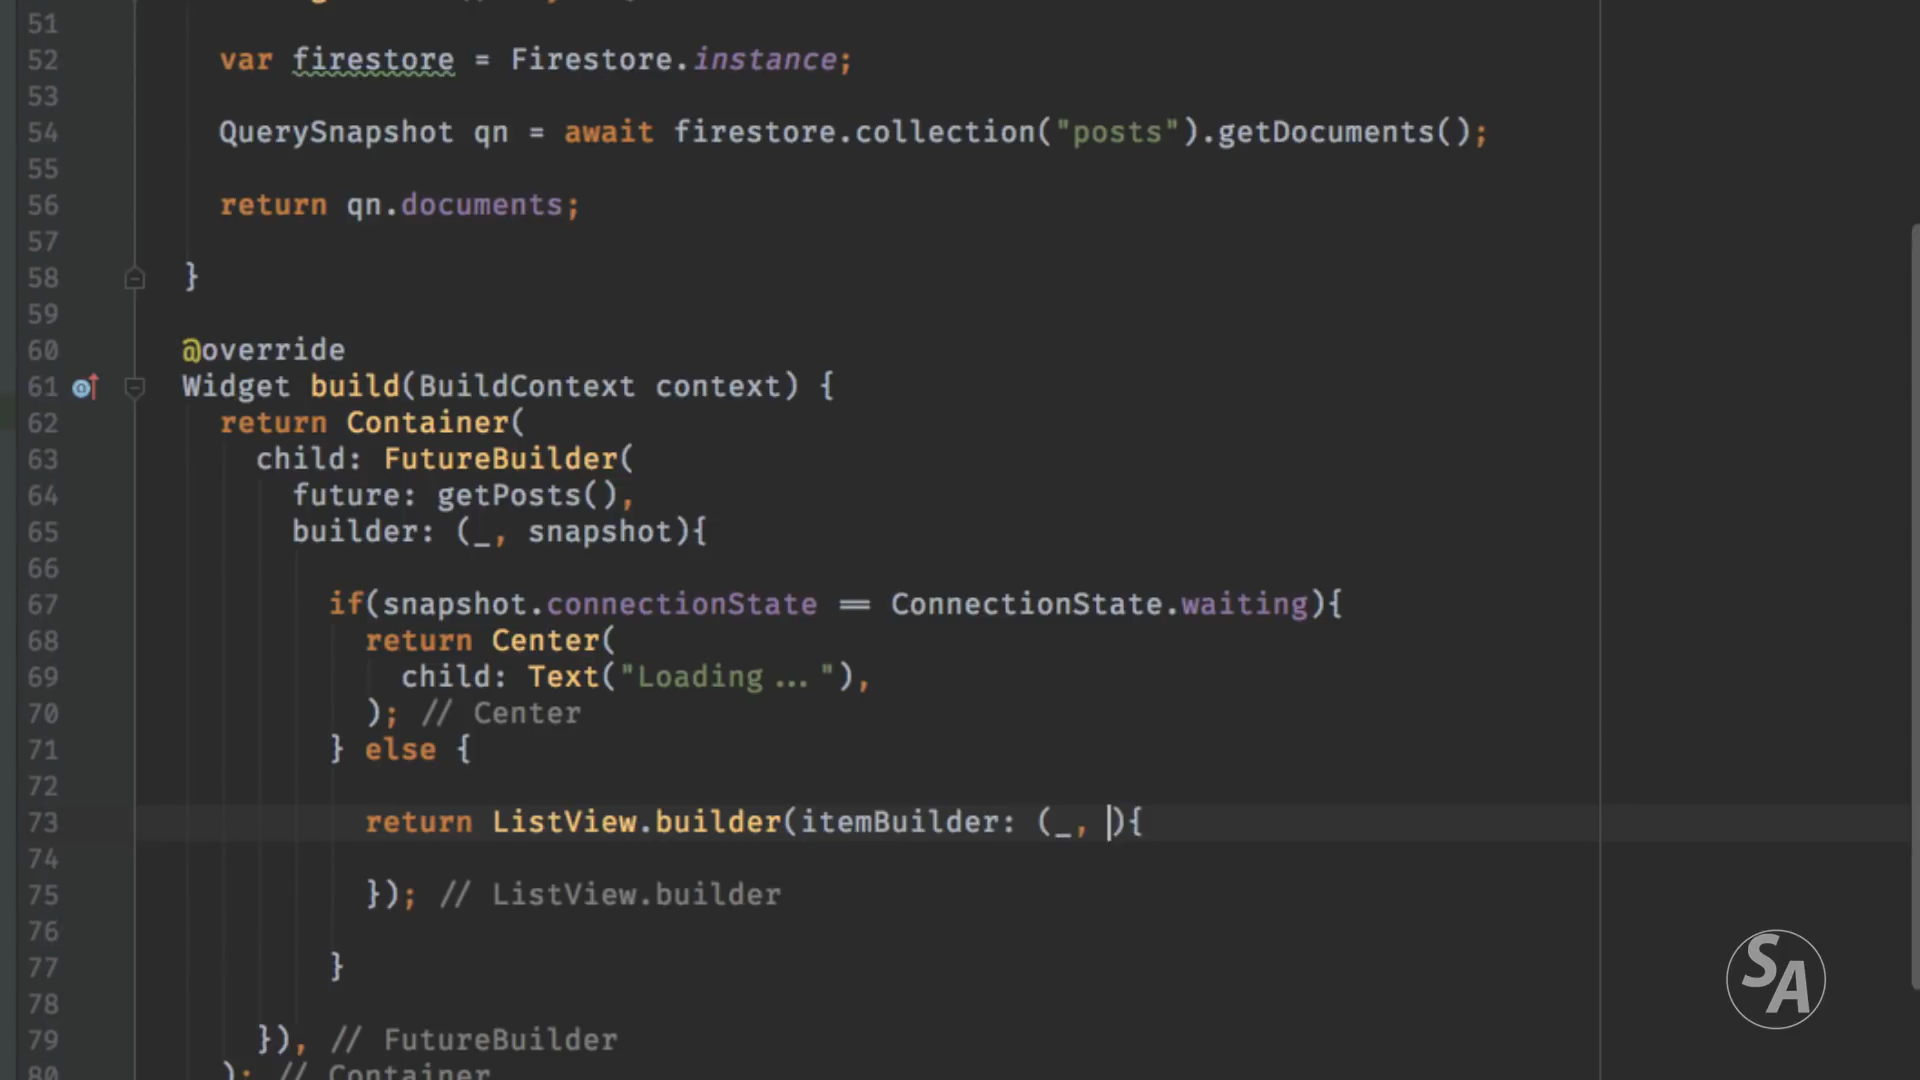 51
52 var firestore = Firestore.instance;
53
54 QuerySnapshot qn = await firestore.collection("posts").getDocuments();
55
56 return qn.documents;
57
58 }
59
60 @override
61 Widget build(BuildContext context) {
62 return Container(
63 child: FutureBuilder(
64 future: getPosts(),
65 builder: (_, snapshot){
66
67 if(snapshot.connectionState == ConnectionState.waiting){
68 return Center(
69 child: Text("Loading ... "),
70 ); // Center
71 } else {
72
73 return ListView.builder(itemBuilder: (_, ){
74
75 }); // ListView.builder
76
77 }
78
79 }), // FutureBuilder
80 ); // Container
SA